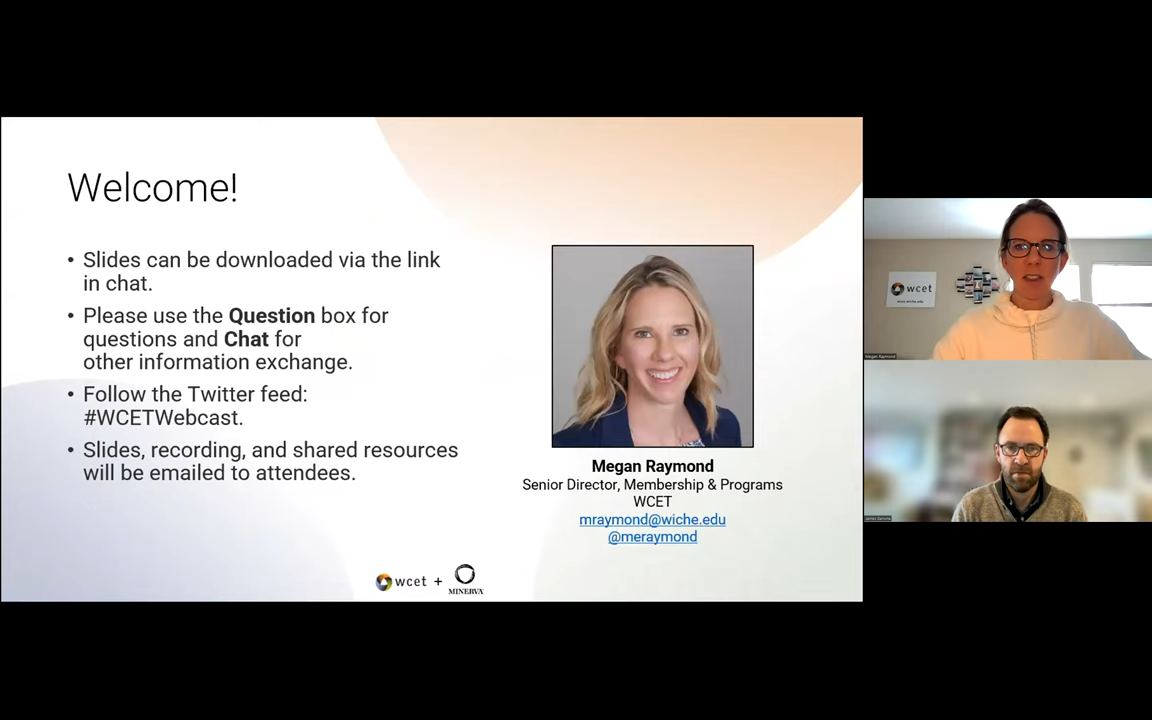 Welcome!
• Slides can be downloaded via the link
in chat.
• Please use the Question box for
questions and Chat for
other information exchange.
• Follow the Twitter feed:
#WCETWebcast.
• Slides, recording, and shared resources
will be emailed to attendees.
Megan Raymond
Senior Director, Membership & Programs
WCET
mraymond@wiche.edu
@meraymond
wcet + MINERVA
wcet
Megan Raymond